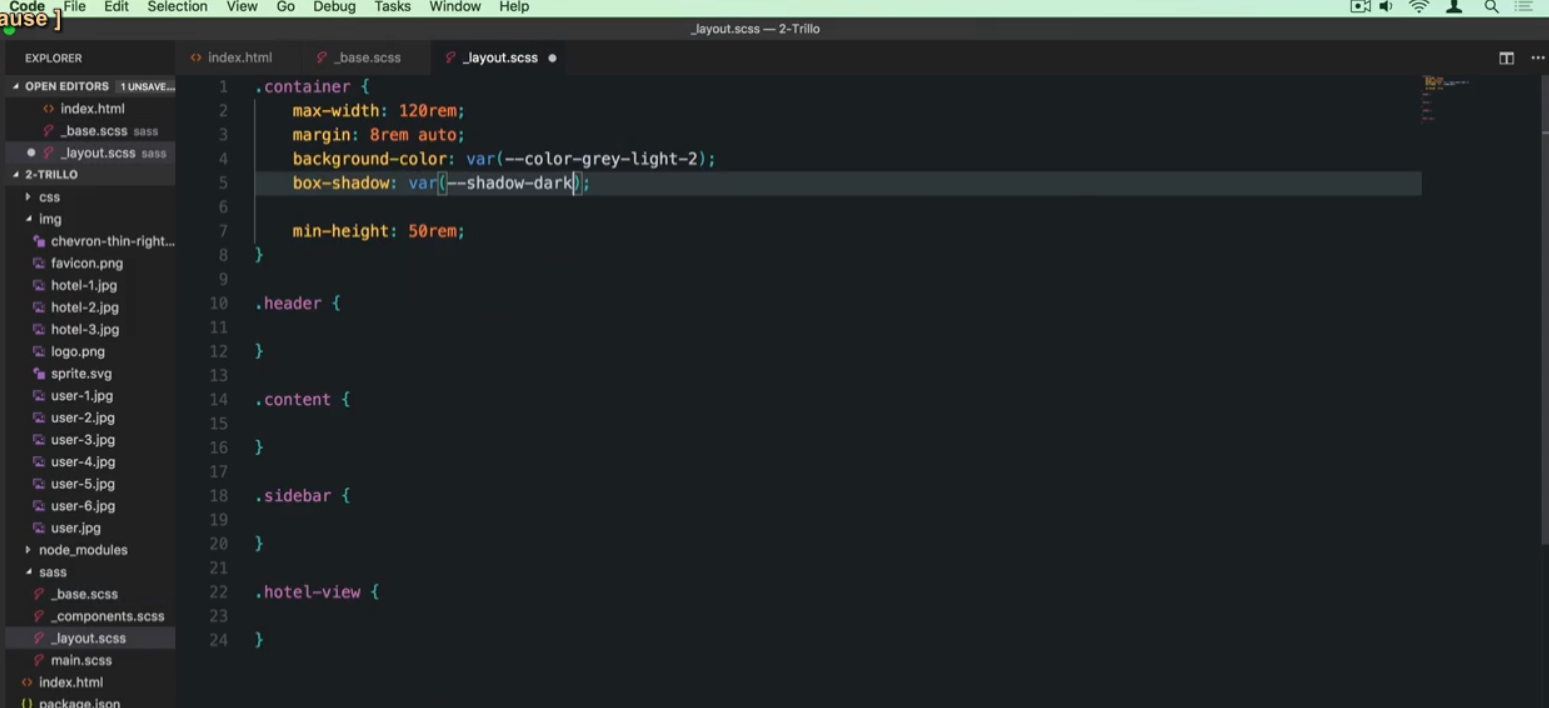 Code File Edit Selection View Go Debug Tasks Window Help
ause ]
_layout.scss — 2-Trillo
EXPLORER
index.html _base.scss _layout.scss
OPEN EDITORS 1 UNSAVE...
index.html
_base.scss sass
_layout.scss sass
2-TRILLO
css
img
chevron-thin-right...
favicon.png
hotel-1.jpg
hotel-2.jpg
hotel-3.jpg
logo.png
sprite.svg
user-1.jpg
user-2.jpg
user-3.jpg
user-4.jpg
user-5.jpg
user-6.jpg
user.jpg
node_modules
sass
_base.scss
_components.scss
_layout.scss
main.scss
index.html
package.json
1 .container {
2 max-width: 120rem;
3 margin: 8rem auto;
4 background-color: var(--color-grey-light-2);
5 box-shadow: var(--shadow-dark);
6
7 min-height: 50rem;
8 }
9
10 .header {
11
12 }
13
14 .content {
15
16 }
17
18 .sidebar {
19
20 }
21
22 .hotel-view {
23
24 }